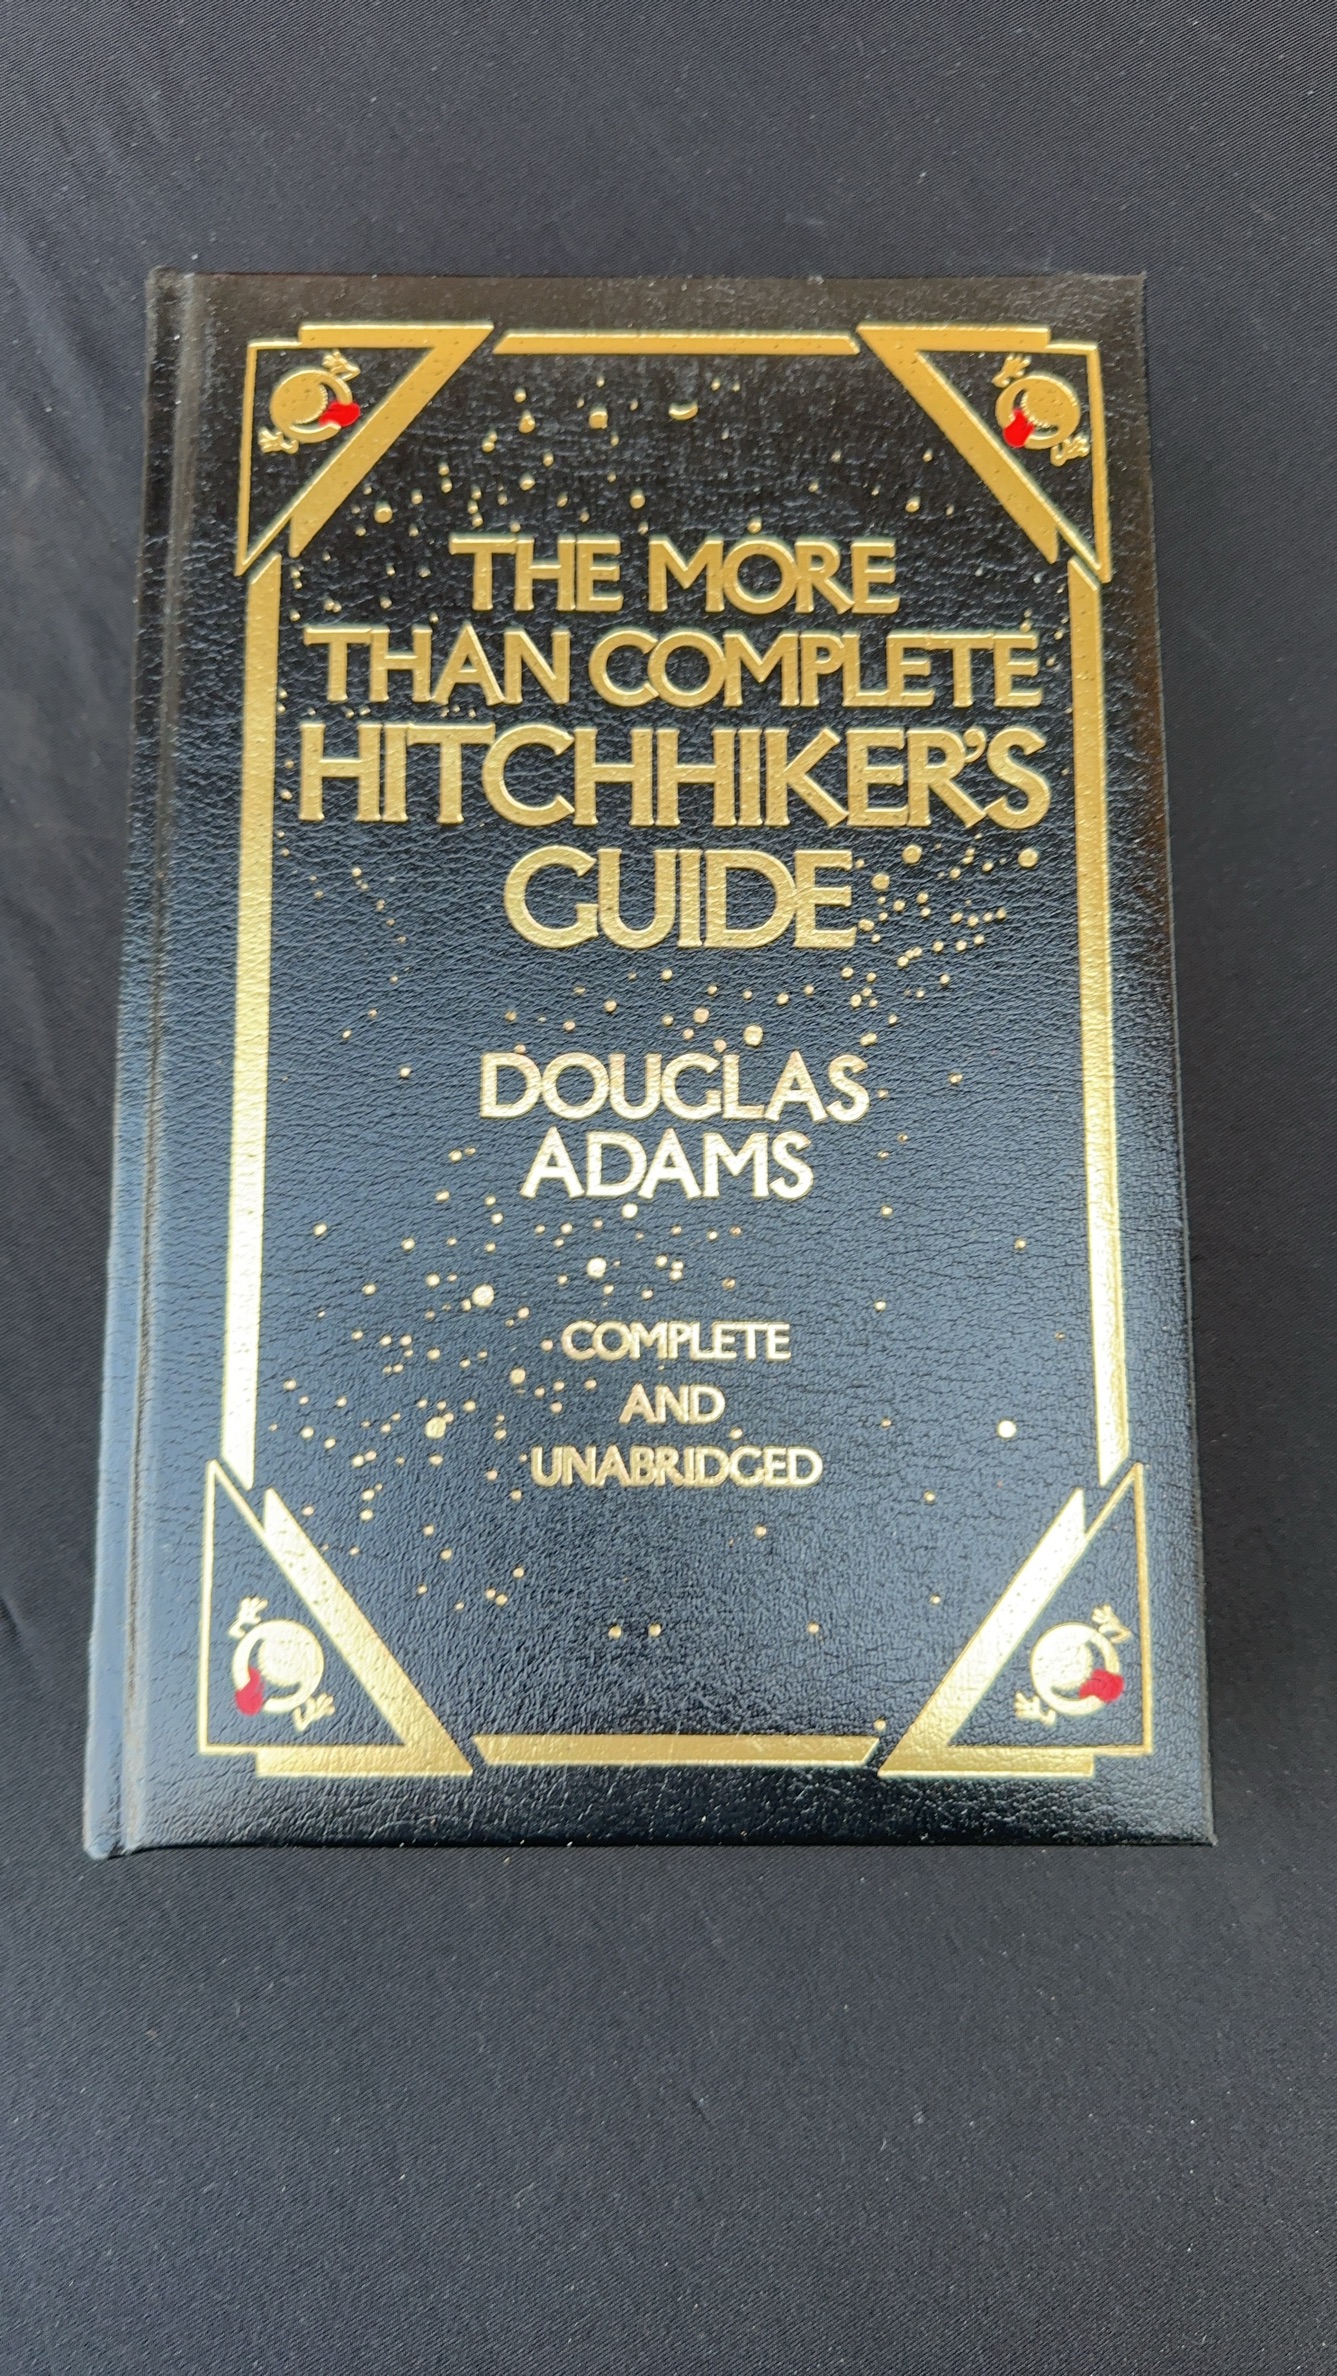 THE MORE
THAN COMPLETE
HITCHHIKER'S
GUIDE
DOUGLAS
ADAMS
COMPLETE
AND
UNABRIDGED